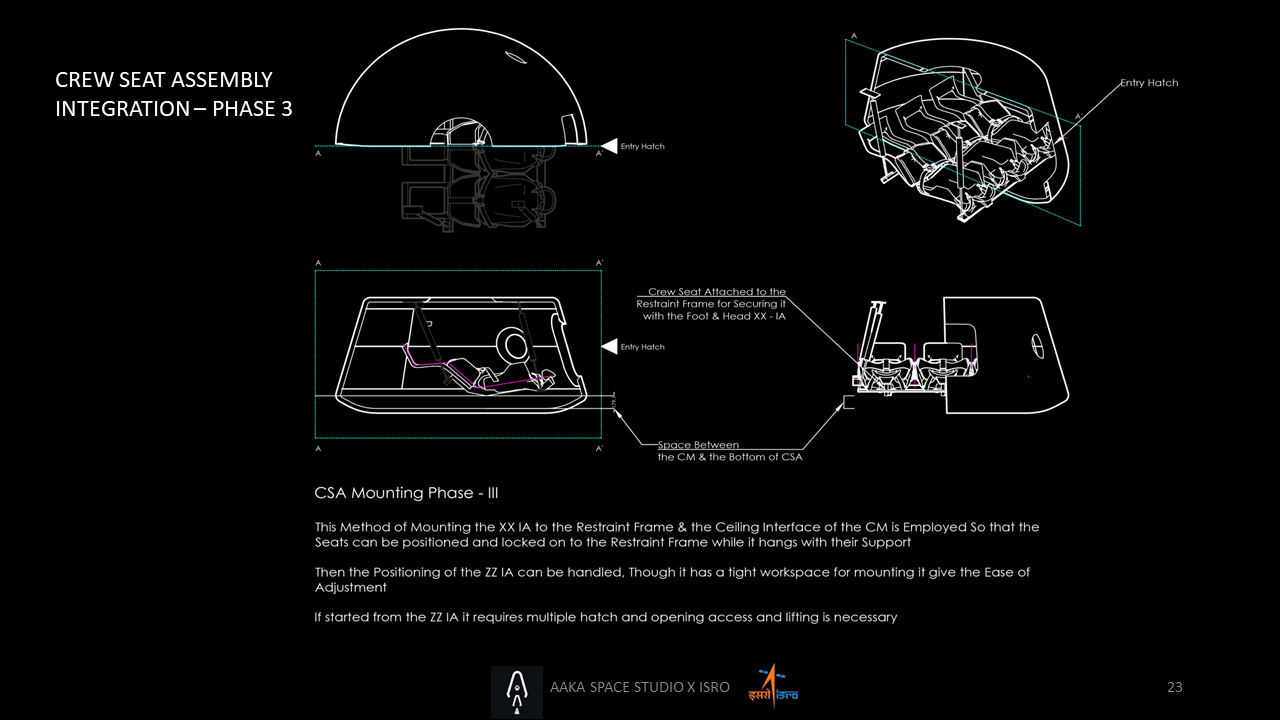 CREW SEAT ASSEMBLY
INTEGRATION – PHASE 3
A
A'
Entry Hatch
A
A'
Entry Hatch
A
A'
Entry Hatch
A
A'
Crew Seat Attached to the
Restraint Frame for Securing it
with the Foot & Head XX - IA
Space Between
the CM & the Bottom of CSA
CSA Mounting Phase - III
This Method of Mounting the XX IA to the Restraint Frame & the Ceiling Interface of the CM is Employed So that the
Seats can be positioned and locked on to the Restraint Frame while it hangs with their Support
Then the Positioning of the ZZ IA can be handled, Though it has a tight workspace for mounting it give the Ease of
Adjustment
If started from the ZZ IA it requires multiple hatch and opening access and lifting is necessary
AAKA SPACE STUDIO X ISRO
इसरो isro
23